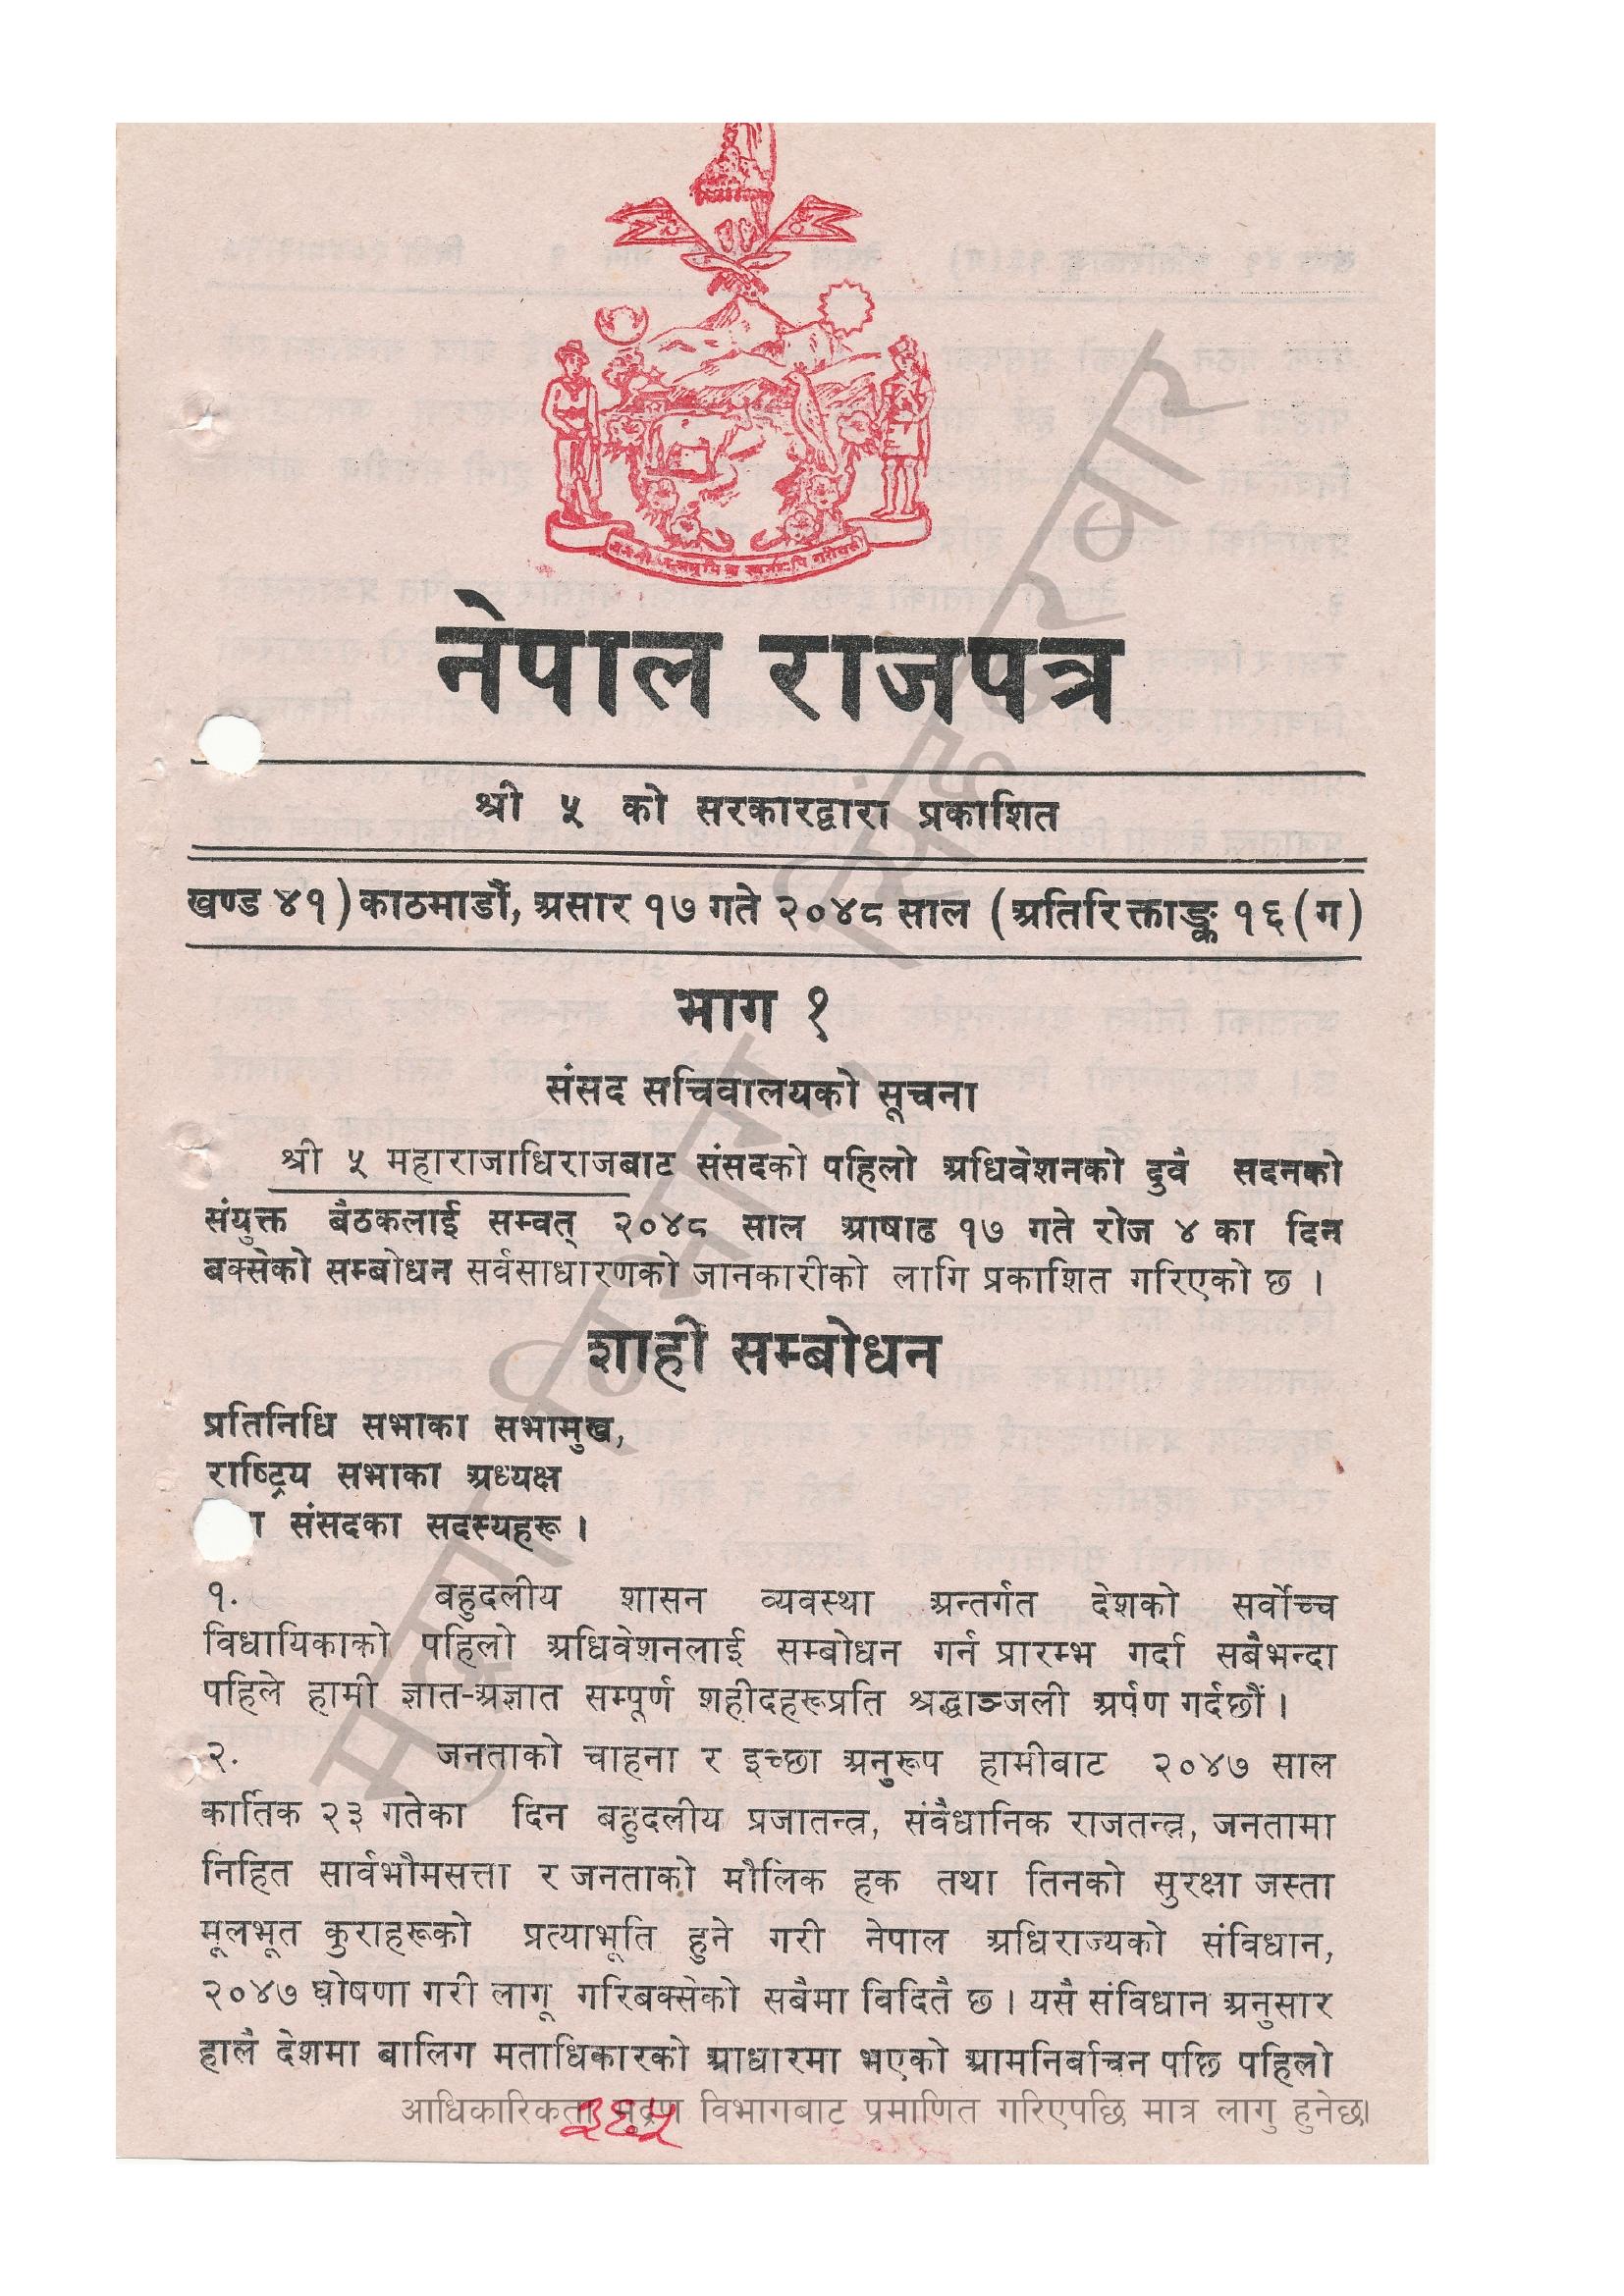 नेपाल राजपत्र
श्री ५ को सरकारद्वारा प्रकाशित
खण्ड ४१) काठमाडौं, असार १७ गते २०४८ साल (अतिरिक्ताङ्क १६(ग)
भाग १
संसद सचिवालयको सूचना
श्री ५ महाराजाधिराजबाट संसदको पहिलो अधिवेशनको दुवै सदनको
संयुक्त बैठकलाई सम्वत् २०४८ साल आषाढ १७ गते रोज ४ का दिन
बक्सेको सम्बोधन सर्वसाधारणको जानकारीको लागि प्रकाशित गरिएको छ ।
शाही सम्बोधन
प्रतिनिधि सभाका सभामुख,
राष्ट्रिय सभाका अध्यक्ष
संसदका सदस्यहरू ।
१. बहुदलीय शासन व्यवस्था अन्तर्गत देशको सर्वोच्च
विधायिकाको पहिलो अधिवेशनलाई सम्बोधन गर्न प्रारम्भ गर्दा सबैभन्दा
पहिले हामी ज्ञात-अज्ञात सम्पूर्ण शहीदहरूप्रति श्रद्धाञ्जली अर्पण गर्दछौं ।
२. जनताको चाहना र इच्छा अनुरूप हामीबाट २०४७ साल
कार्तिक २३ गतेका दिन बहुदलीय प्रजातन्त्र, संवैधानिक राजतन्त्र, जनतामा
निहित सार्वभौमसत्ता र जनताको मौलिक हक तथा तिनको सुरक्षा जस्ता
मूलभूत कुराहरूको प्रत्याभूति हुने गरी नेपाल अधिराज्यको संविधान,
२०४७ घोषणा गरी लागू गरिबक्सेको सबैमा विदितै छ । यसै संविधान अनुसार
हालै देशमा बालिग मताधिकारको आधारमा भएको आमनिर्वाचन पछि पहिलो
आधिकारिकता मुद्रण विभागबाट प्रमाणित गरिएपछि मात्र लागु हुनेछ।
३६५
मुद्रण विभाग, सिंहदरवार